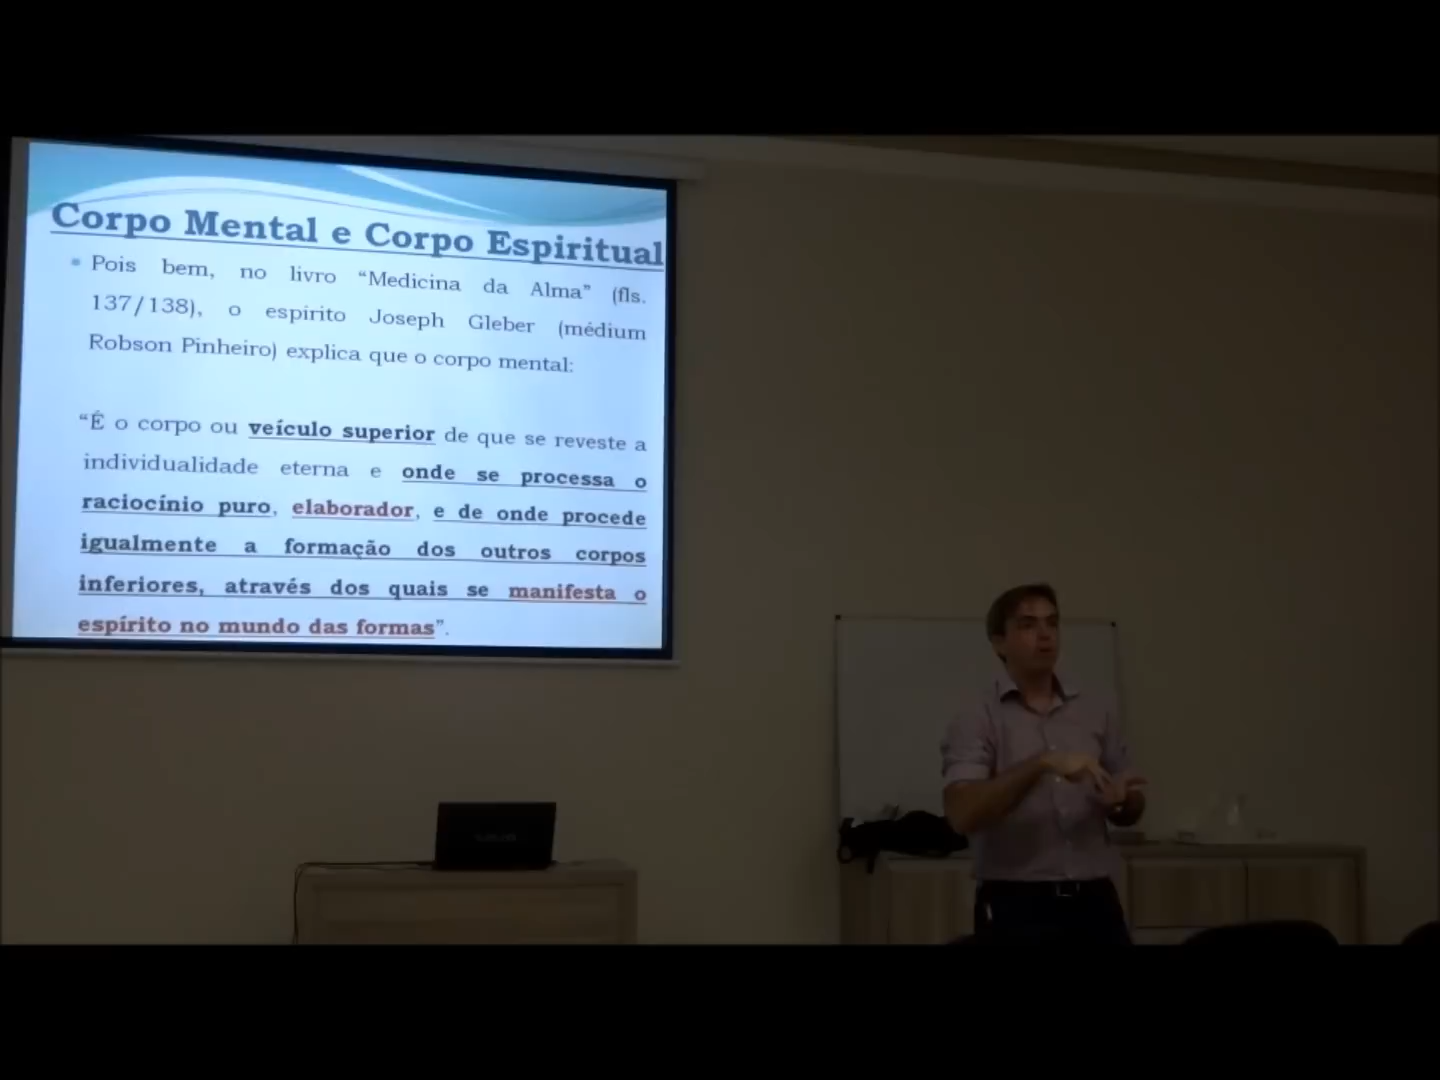 Corpo Mental e Corpo Espiritual
• Pois bem, no livro “Medicina da Alma” (fls.
137/138), o espírito Joseph Gleber (médium
Robson Pinheiro) explica que o corpo mental:
“É o corpo ou veículo superior de que se reveste a
individualidade eterna e onde se processa o
raciocínio puro, elaborador, e de onde procede
igualmente a formação dos outros corpos
inferiores, através dos quais se manifesta o
espírito no mundo das formas”.